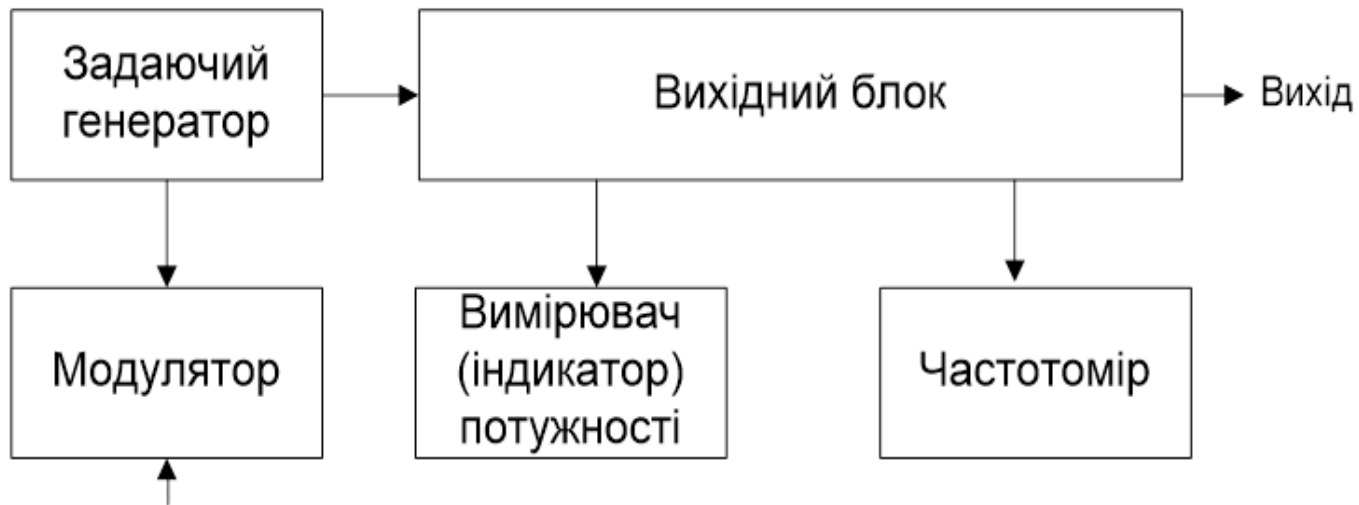 Задаючий
генератор
Вихідний блок
Вихід
Модулятор
Вимірювач
(індикатор)
потужності
Частотомір